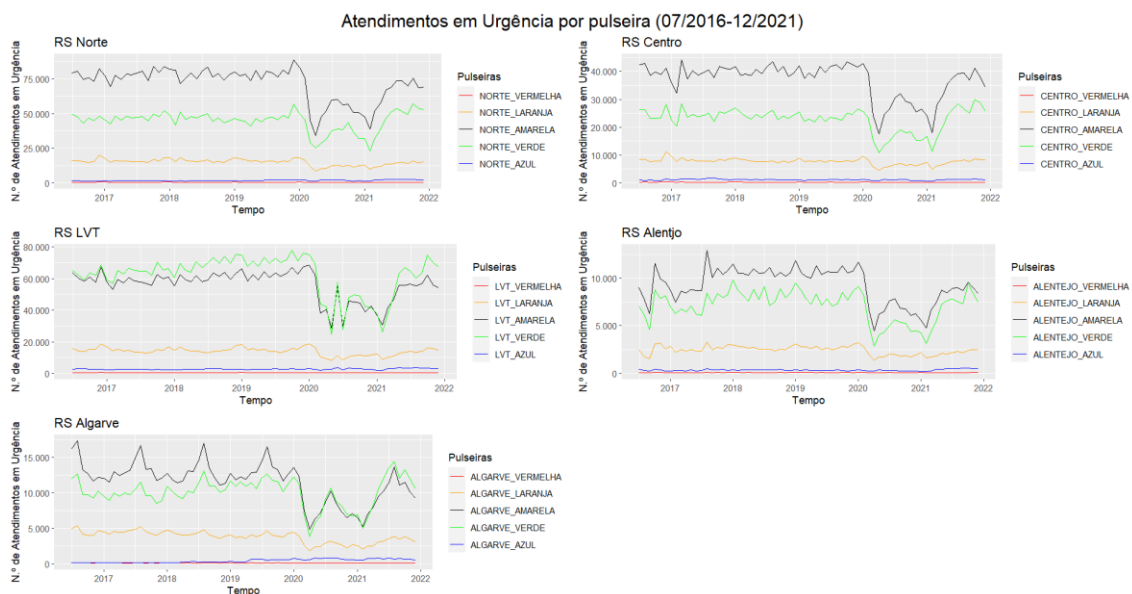 Atendimentos em Urgência por pulseira (07/2016-12/2021)
RS Norte
N.º de Atendimentos em Urgência
75.000
50.000
25.000
0
2017 2018 2019 2020 2021 2022
Tempo
Pulseiras
NORTE_VERMELHA
NORTE_LARANJA
NORTE_AMARELA
NORTE_VERDE
NORTE_AZUL
RS Centro
N.º de Atendimentos em Urgência
40.000
30.000
20.000
10.000
0
2017 2018 2019 2020 2021 2022
Tempo
Pulseiras
CENTRO_VERMELHA
CENTRO_LARANJA
CENTRO_AMARELA
CENTRO_VERDE
CENTRO_AZUL
RS LVT
N.º de Atendimentos em Urgência
80.000
60.000
40.000
20.000
0
2017 2018 2019 2020 2021 2022
Tempo
Pulseiras
LVT_VERMELHA
LVT_LARANJA
LVT_AMARELA
LVT_VERDE
LVT_AZUL
RS Alentjo
N.º de Atendimentos em Urgência
10.000
5.000
0
2017 2018 2019 2020 2021 2022
Tempo
Pulseiras
ALENTEJO_VERMELHA
ALENTEJO_LARANJA
ALENTEJO_AMARELA
ALENTEJO_VERDE
ALENTEJO_AZUL
RS Algarve
N.º de Atendimentos em Urgência
15.000
10.000
5.000
0
2017 2018 2019 2020 2021 2022
Tempo
Pulseiras
ALGARVE_VERMELHA
ALGARVE_LARANJA
ALGARVE_AMARELA
ALGARVE_VERDE
ALGARVE_AZUL